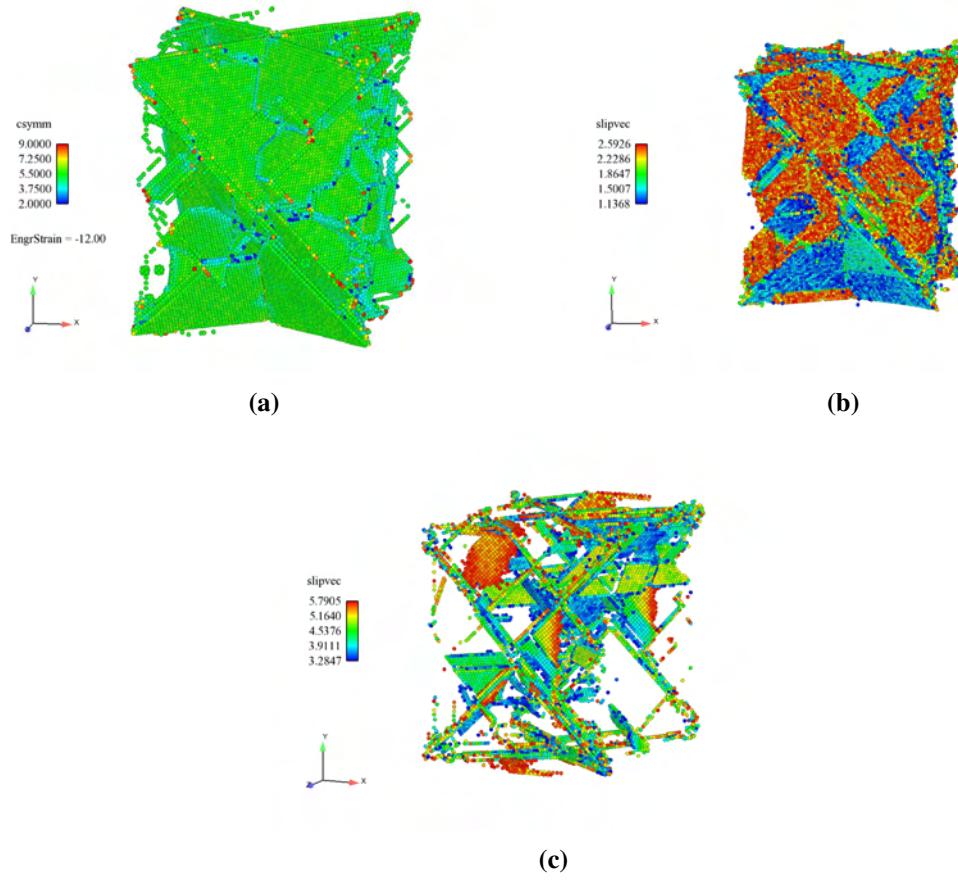 csymm
9.0000
7.2500
5.5000
3.7500
2.0000
EngrStrain = -12.00
Y
X
(a)
slipvec
2.5926
2.2286
1.8647
1.5007
1.1368
Y
X
(b)
slipvec
5.7905
5.1640
4.5376
3.9111
3.2847
Y
Z
X
(c)